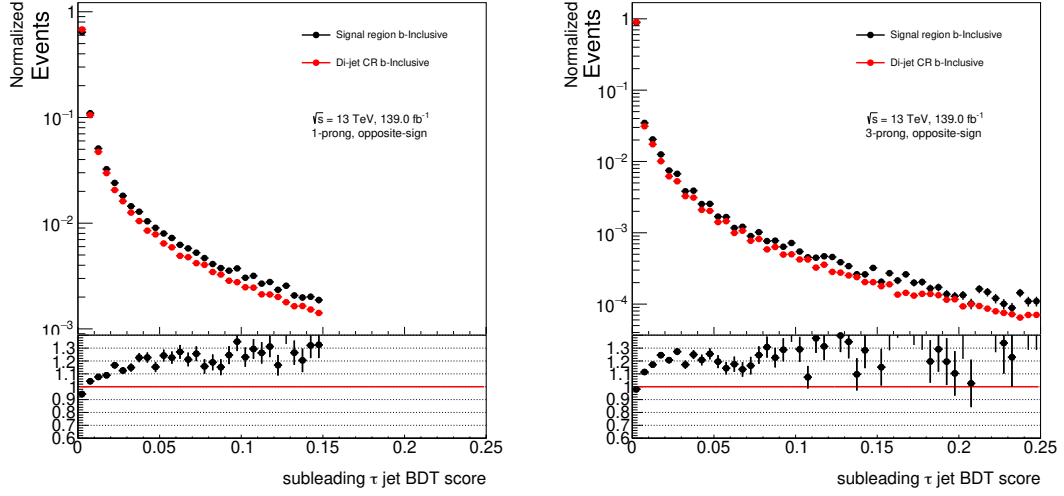 Normalized
Events
1
10⁻¹
10⁻²
10⁻³
Signal region b-Inclusive
Di-jet CR b-Inclusive
√s = 13 TeV, 139.0 fb⁻¹
1-prong, opposite-sign
1.3
1.2
1.1
1
0.9
0.8
0.7
0.6
0 0.05 0.1 0.15 0.2 0.25
subleading τ jet BDT score
Normalized
Events
1
10⁻¹
10⁻²
10⁻³
10⁻⁴
Signal region b-Inclusive
Di-jet CR b-Inclusive
√s = 13 TeV, 139.0 fb⁻¹
3-prong, opposite-sign
1.3
1.2
1.1
1
0.9
0.8
0.7
0.6
0 0.05 0.1 0.15 0.2 0.25
subleading τ jet BDT score